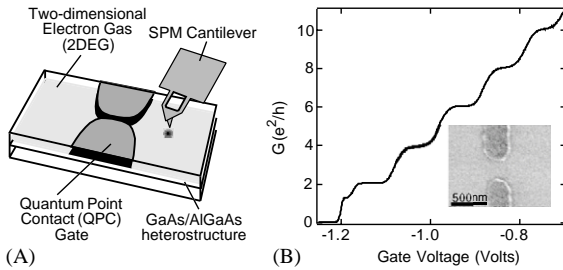 Two-dimensional
Electron Gas
(2DEG)
SPM Cantilever
Quantum Point
Contact (QPC)
Gate
GaAs/AlGaAs
heterostructure
(A)
10
8
6
4
2
0
G(e²/h)
500nm
-1.2
-1.0
-0.8
Gate Voltage (Volts)
(B)